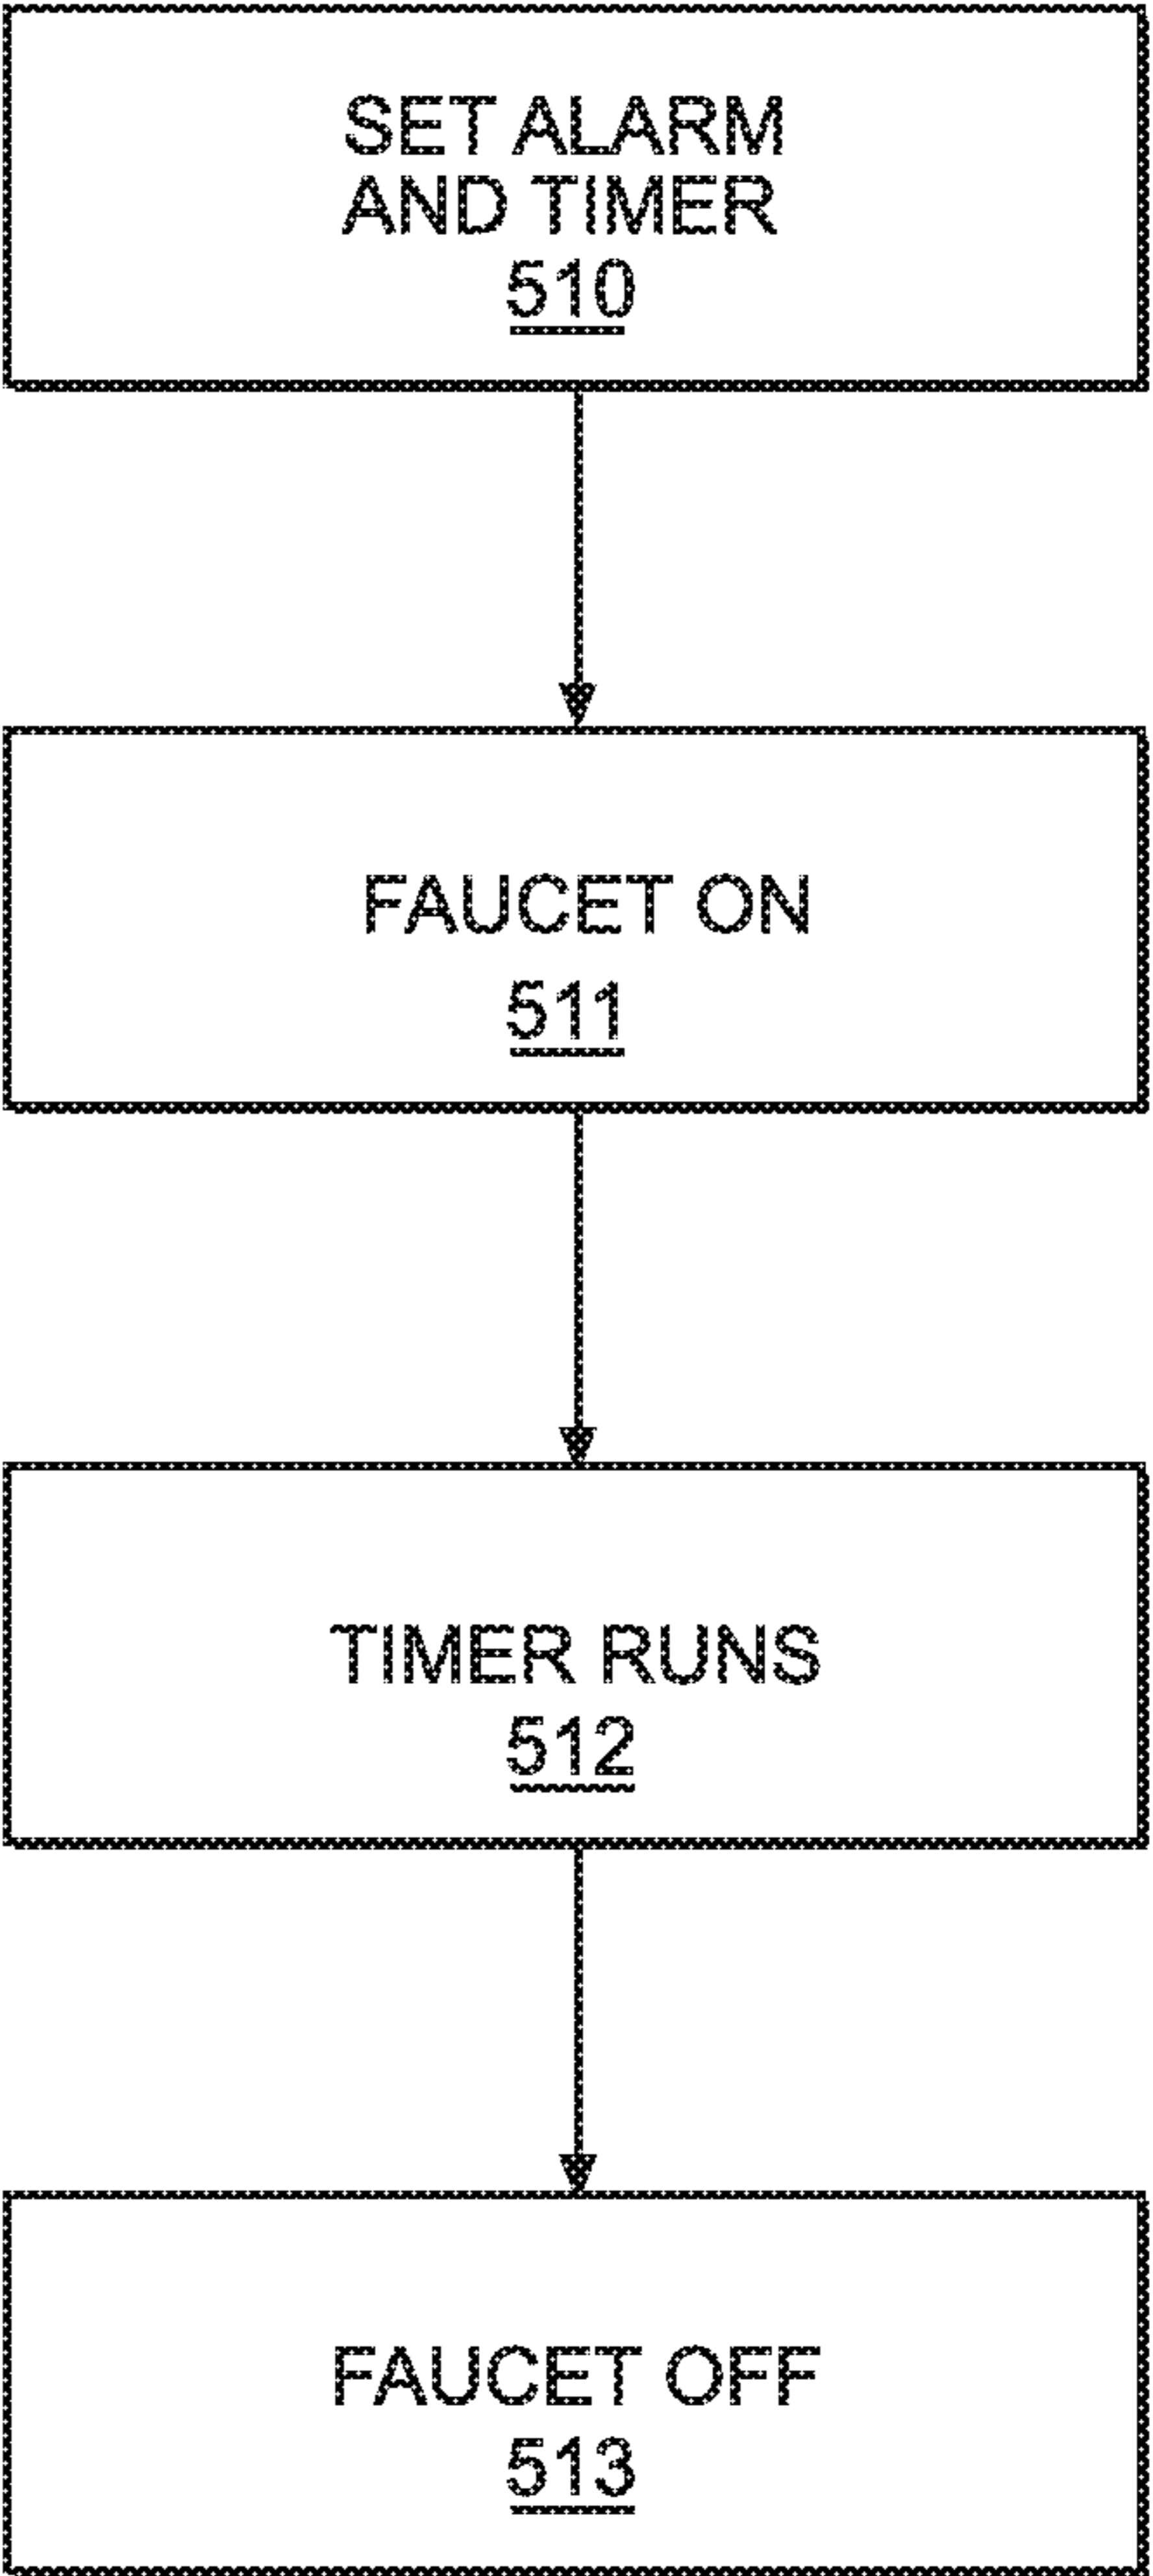 SET ALARM
AND TIMER
510
FAUCET ON
511
TIMER RUNS
512
FAUCET OFF
513